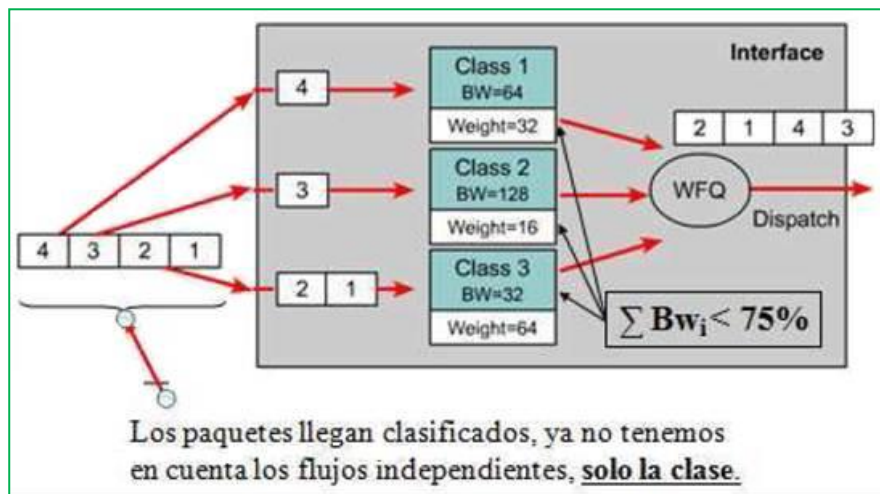 Interface
4
Class 1
BW=64
Weight=32
2 1 4 3
3
Class 2
BW=128
Weight=16
WFQ
Dispatch
4 3 2 1
2 1
Class 3
BW=32
Weight=64
∑ Bwi< 75%
Los paquetes llegan clasificados, ya no tenemos
en cuenta los flujos independientes, solo la clase.